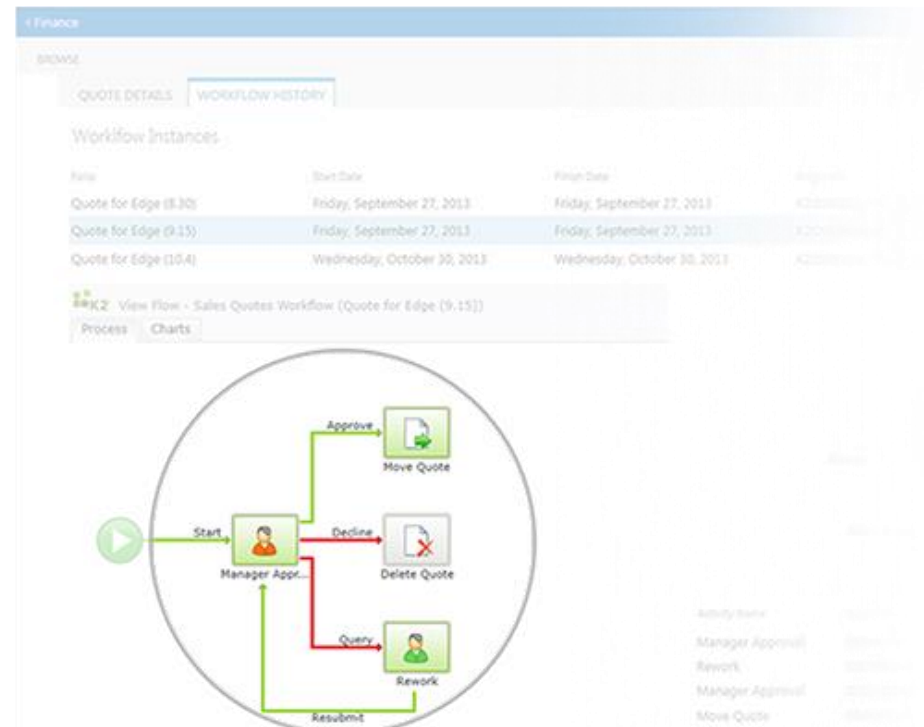 < Finance
BROWSE
QUOTE DETAILS WORKFLOW HISTORY
Worklfow Instances
Folio Start Date Finish Date
Quote for Edge (8.30) Friday, September 27, 2013 Friday, September 27, 2013
Quote for Edge (9.15) Friday, September 27, 2013 Friday, September 27, 2013
Quote for Edge (10.4) Wednesday, October 30, 2013 Wednesday, October 30, 2013
K2 View Flow - Sales Quotes Workflow (Quote for Edge (9.15))
Process Charts
Approve
Move Quote
Start
Decline
Manager Appr...
Delete Quote
Query
Rework
Resubmit
Activity Name
Manager Approval
Rework
Manager Approval
Move Quote